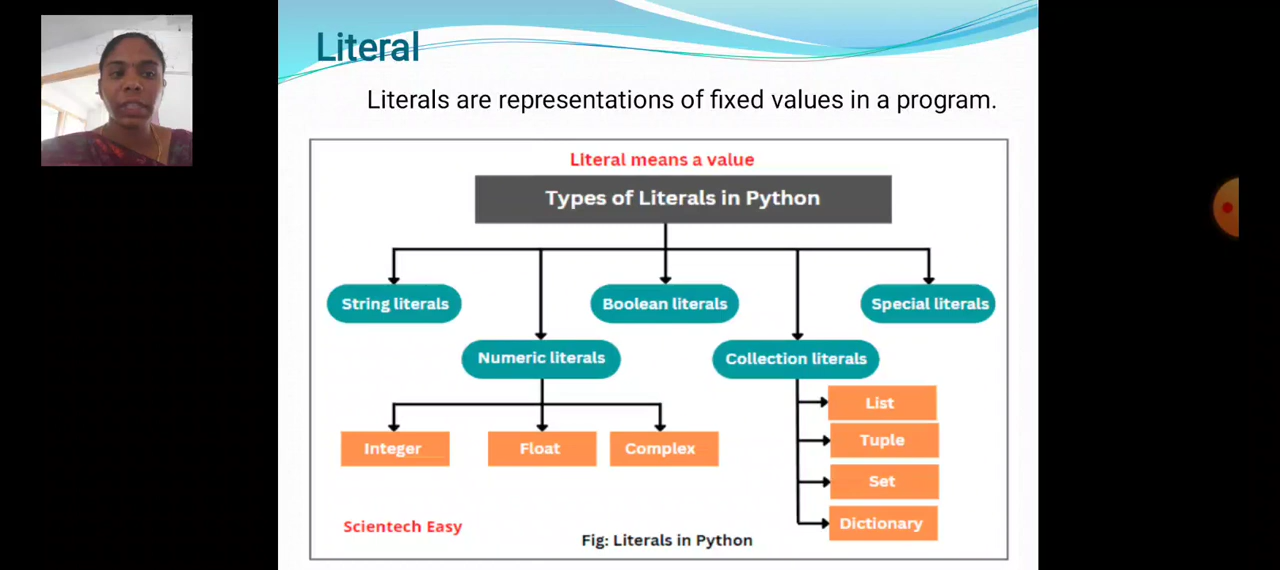 Literal
Literals are representations of fixed values in a program.
Literal means a value
Types of Literals in Python
String literals
Boolean literals
Special literals
Numeric literals
Collection literals
List
Tuple
Integer
Float
Complex
Set
Dictionary
Scientech Easy
Fig: Literals in Python